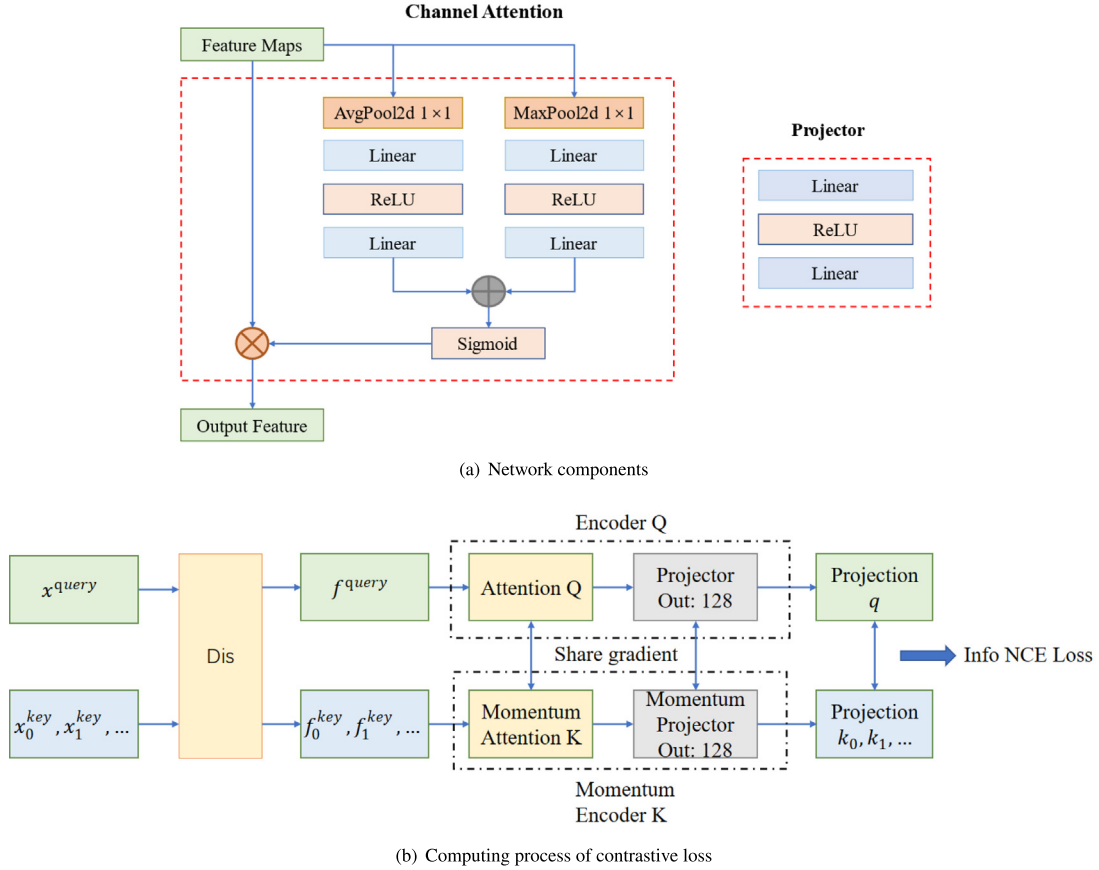 Channel Attention
Feature Maps
AvgPool2d 1×1
MaxPool2d 1×1
Linear
Linear
ReLU
ReLU
Linear
Linear
Sigmoid
Output Feature
Projector
Linear
ReLU
Linear
(a) Network components
Encoder Q
x^query
Dis
f^query
Attention Q
Projector
Out: 128
Projection
q
Share gradient
Info NCE Loss
x_0^key, x_1^key, ...
f_0^key, f_1^key, ...
Momentum
Attention K
Momentum
Projector
Out: 128
Projection
k_0, k_1, ...
Momentum
Encoder K
(b) Computing process of contrastive loss